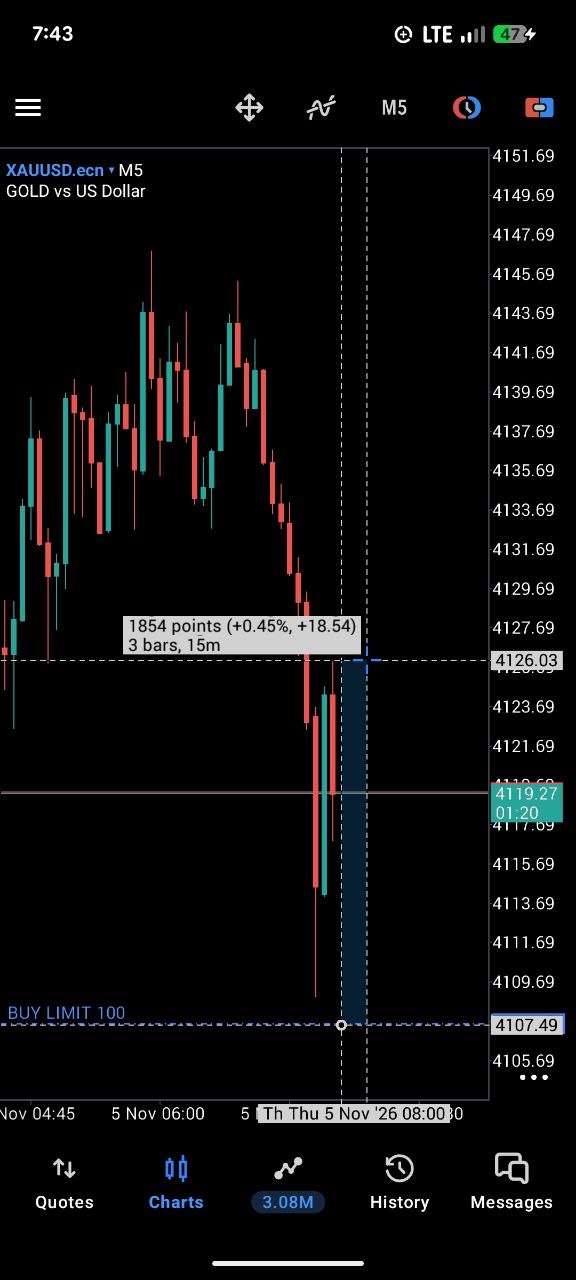 7:43
LTE
47
M5
XAUUSD.ecn M5
GOLD vs US Dollar
4151.69
4149.69
4147.69
4145.69
4143.69
4141.69
4139.69
4137.69
4135.69
4133.69
4131.69
4129.69
4127.69
1854 points (+0.45%, +18.54)
3 bars, 15m
4126.03
4123.69
4121.69
4119.27
01:20
4117.69
4115.69
4113.69
4111.69
4109.69
BUY LIMIT 100
4107.49
4105.69
Nov 04:45
5 Nov 06:00
5
Th Thu 5 Nov '26 08:00
30
Quotes
Charts
3.08M
History
Messages